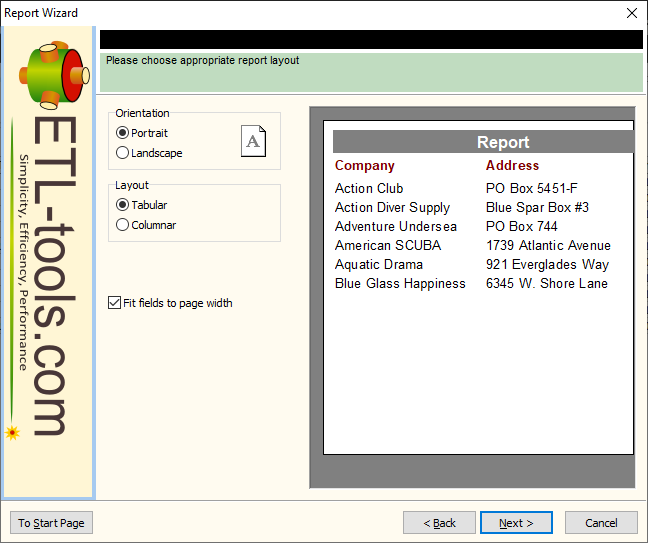 Report Wizard
Please choose appropriate report layout
ETL-tools.com
Simplicity, Efficiency, Performance
Orientation
Portrait
Landscape
A
Layout
Tabular
Columnar
Fit fields to page width
Report
Company Address
Action Club PO Box 5451-F
Action Diver Supply Blue Spar Box #3
Adventure Undersea PO Box 744
American SCUBA 1739 Atlantic Avenue
Aquatic Drama 921 Everglades Way
Blue Glass Happiness 6345 W. Shore Lane
To Start Page
< Back
Next >
Cancel